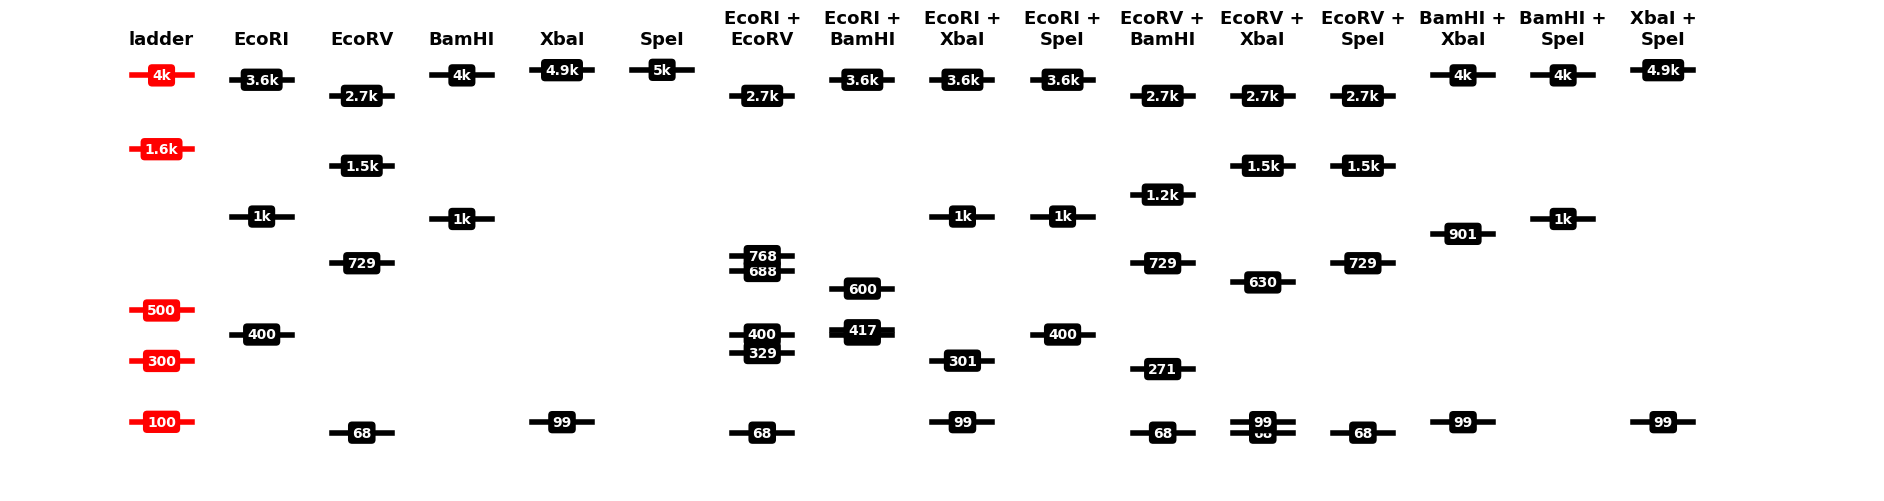 ladder EcoRI EcoRV BamHI XbaI SpeI EcoRI + EcoRV EcoRI + BamHI EcoRI + XbaI EcoRI + SpeI EcoRV + BamHI EcoRV + XbaI EcoRV + SpeI BamHI + XbaI BamHI + SpeI XbaI + SpeI
4k
1.6k
500
300
100
3.6k
1k
400
2.7k
1.5k
729
68
4k
1k
4.9k
99
5k
2.7k
768
688
400
329
68
3.6k
600
417
3.6k
1k
301
99
3.6k
1k
400
2.7k
1.2k
729
271
68
2.7k
1.5k
630
99
68
2.7k
1.5k
729
68
4k
901
99
4k
1k
4.9k
99